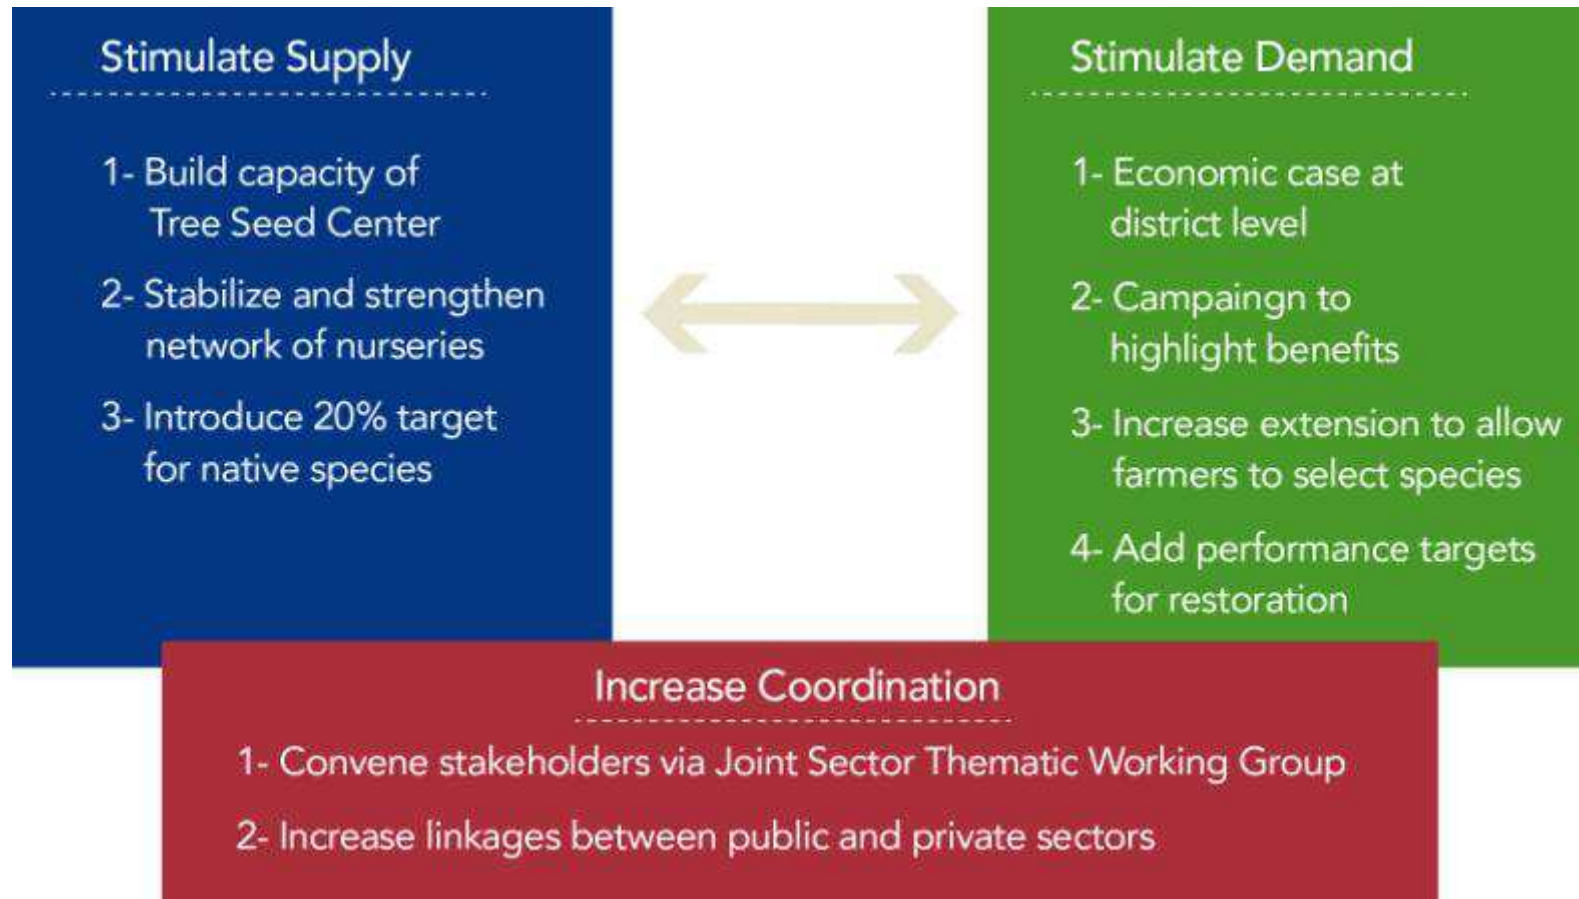 Stimulate Supply
1- Build capacity of
Tree Seed Center
2- Stabilize and strengthen
network of nurseries
3- Introduce 20% target
for native species
Stimulate Demand
1- Economic case at
district level
2- Campaingn to
highlight benefits
3- Increase extension to allow
farmers to select species
4- Add performance targets
for restoration
Increase Coordination
1- Convene stakeholders via Joint Sector Thematic Working Group
2- Increase linkages between public and private sectors